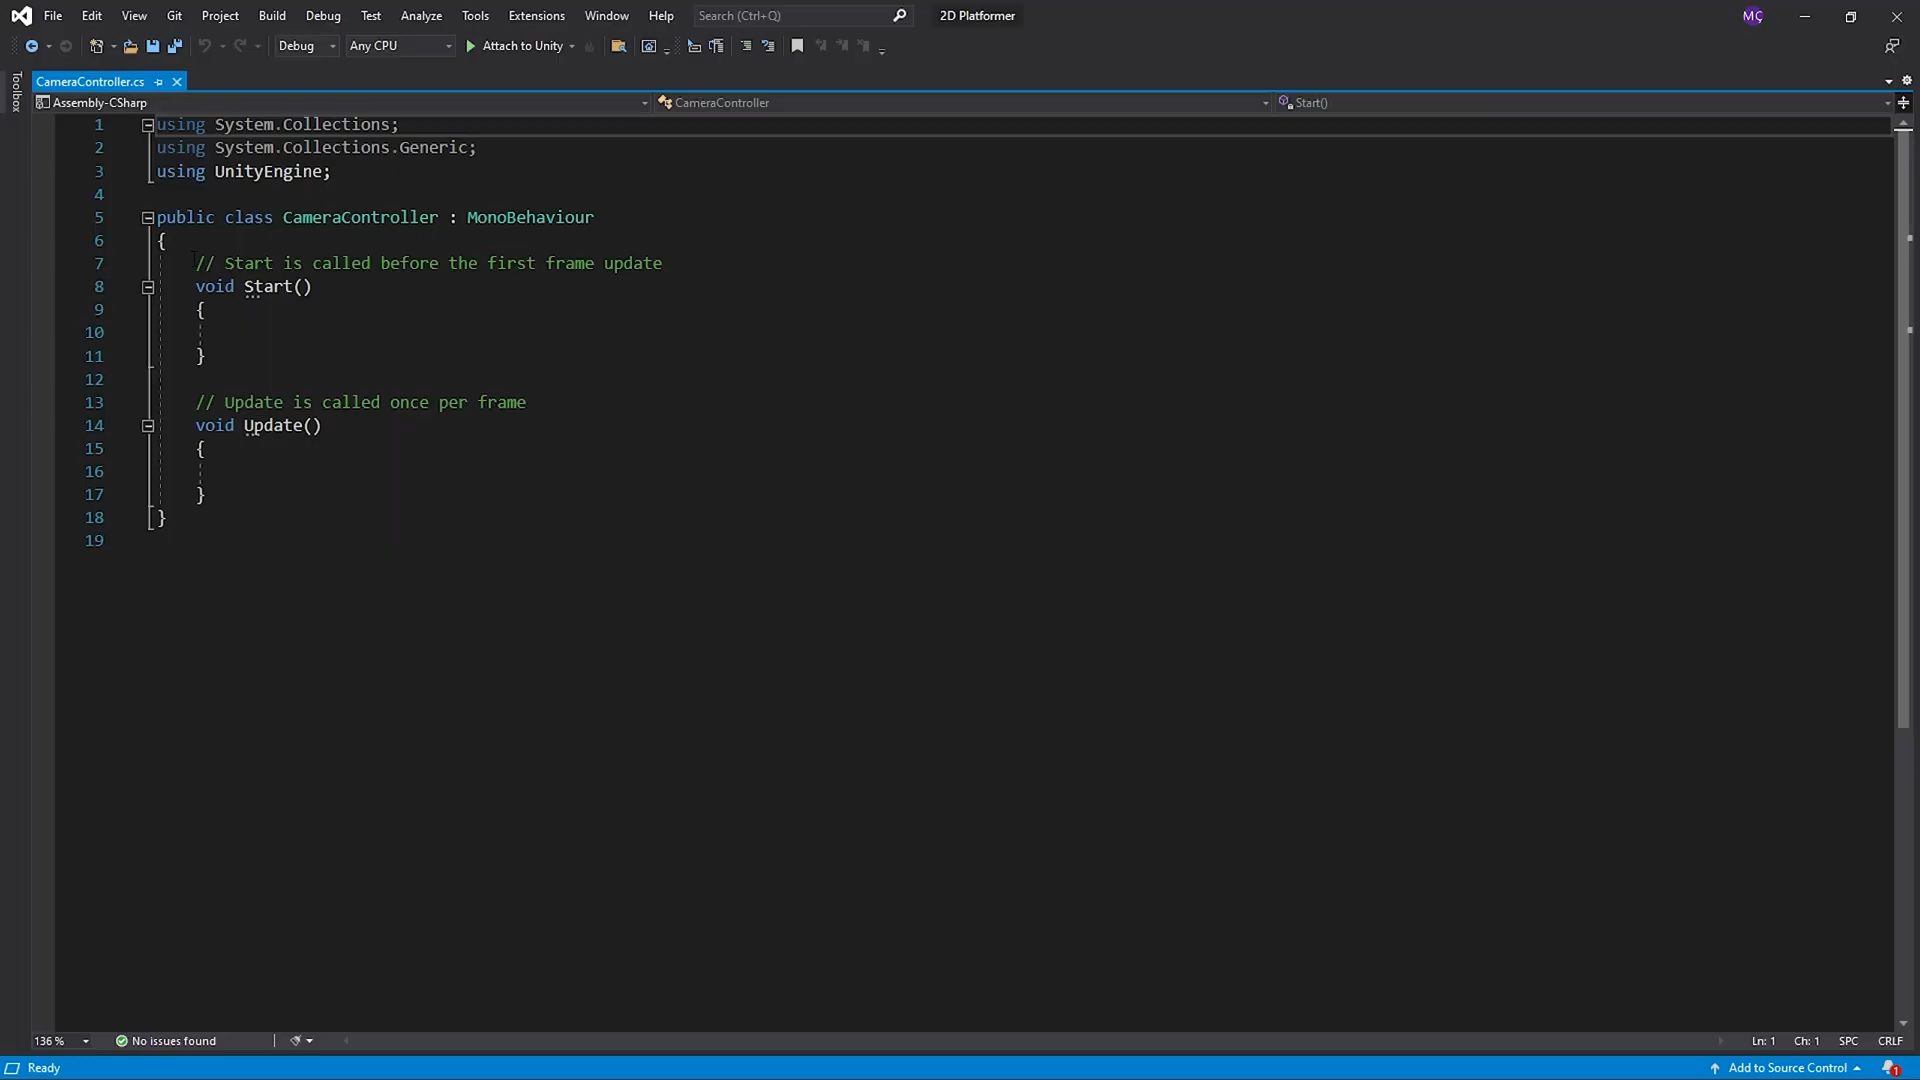 File Edit View Git Project Build Debug Test Analyze Tools Extensions Window Help Search (Ctrl+Q) 2D Platformer MÇ
Debug Any CPU Attach to Unity
Toolbox
CameraController.cs
Assembly-CSharp CameraController Start()
1 using System.Collections;
2 using System.Collections.Generic;
3 using UnityEngine;
4
5 public class CameraController : MonoBehaviour
6 {
7 // Start is called before the first frame update
8 void Start()
9 {
10
11 }
12
13 // Update is called once per frame
14 void Update()
15 {
16
17 }
18 }
19
136 % No issues found Ln: 1 Ch: 1 SPC CRLF
Ready Add to Source Control 1